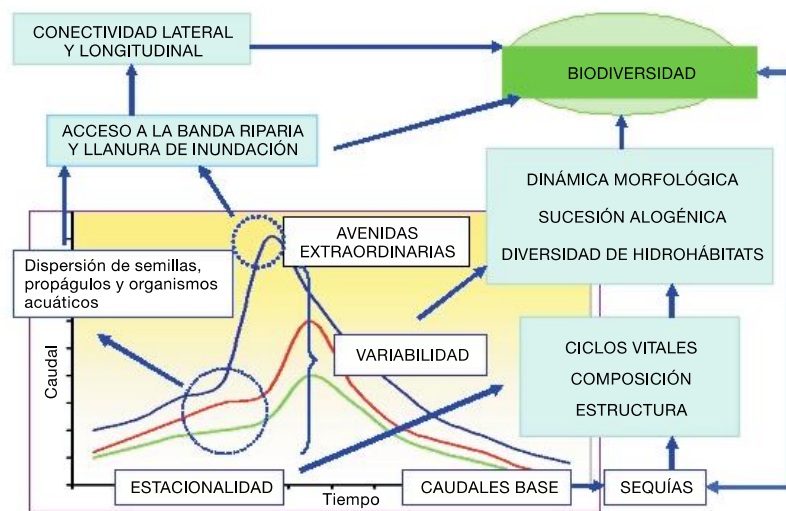 CONECTIVIDAD LATERAL
Y LONGITUDINAL
BIODIVERSIDAD
ACCESO A LA BANDA RIPARIA
Y LLANURA DE INUNDACIÓN
DINÁMICA MORFOLÓGICA
SUCESIÓN ALOGÉNICA
DIVERSIDAD DE HIDROHÁBITATS
AVENIDAS
EXTRAORDINARIAS
Dispersión de semillas,
propágulos y organismos
acuáticos
VARIABILIDAD
CICLOS VITALES
COMPOSICIÓN
ESTRUCTURA
Caudal
ESTACIONALIDAD
Tiempo
CAUDALES BASE
SEQUÍAS